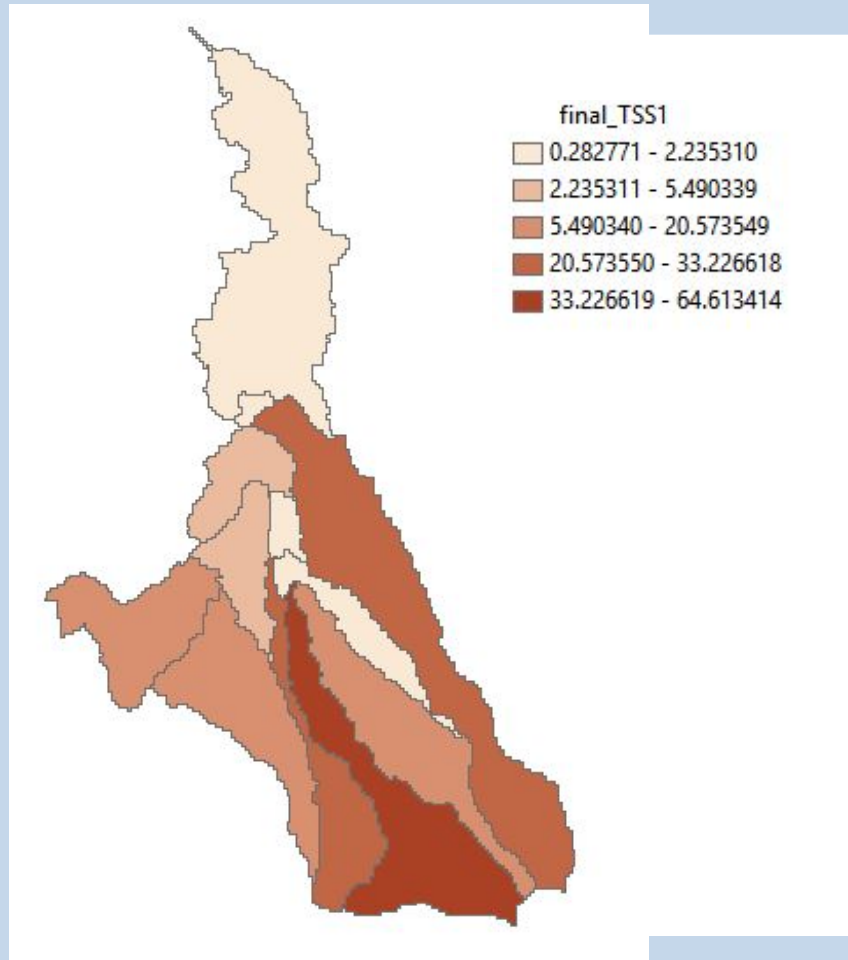 final_TSS1
0.282771 - 2.235310
2.235311 - 5.490339
5.490340 - 20.573549
20.573550 - 33.226618
33.226619 - 64.613414